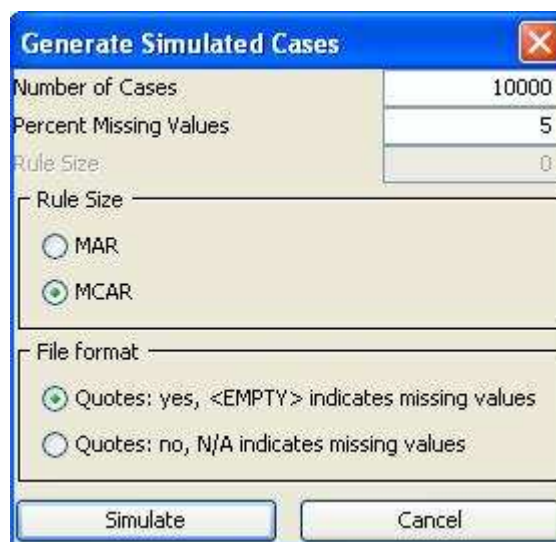 Generate Simulated Cases
Number of Cases 10000
Percent Missing Values 5
Rule Size 0
Rule Size
MAR
MCAR
File format
Quotes: yes, <EMPTY> indicates missing values
Quotes: no, N/A indicates missing values
Simulate Cancel